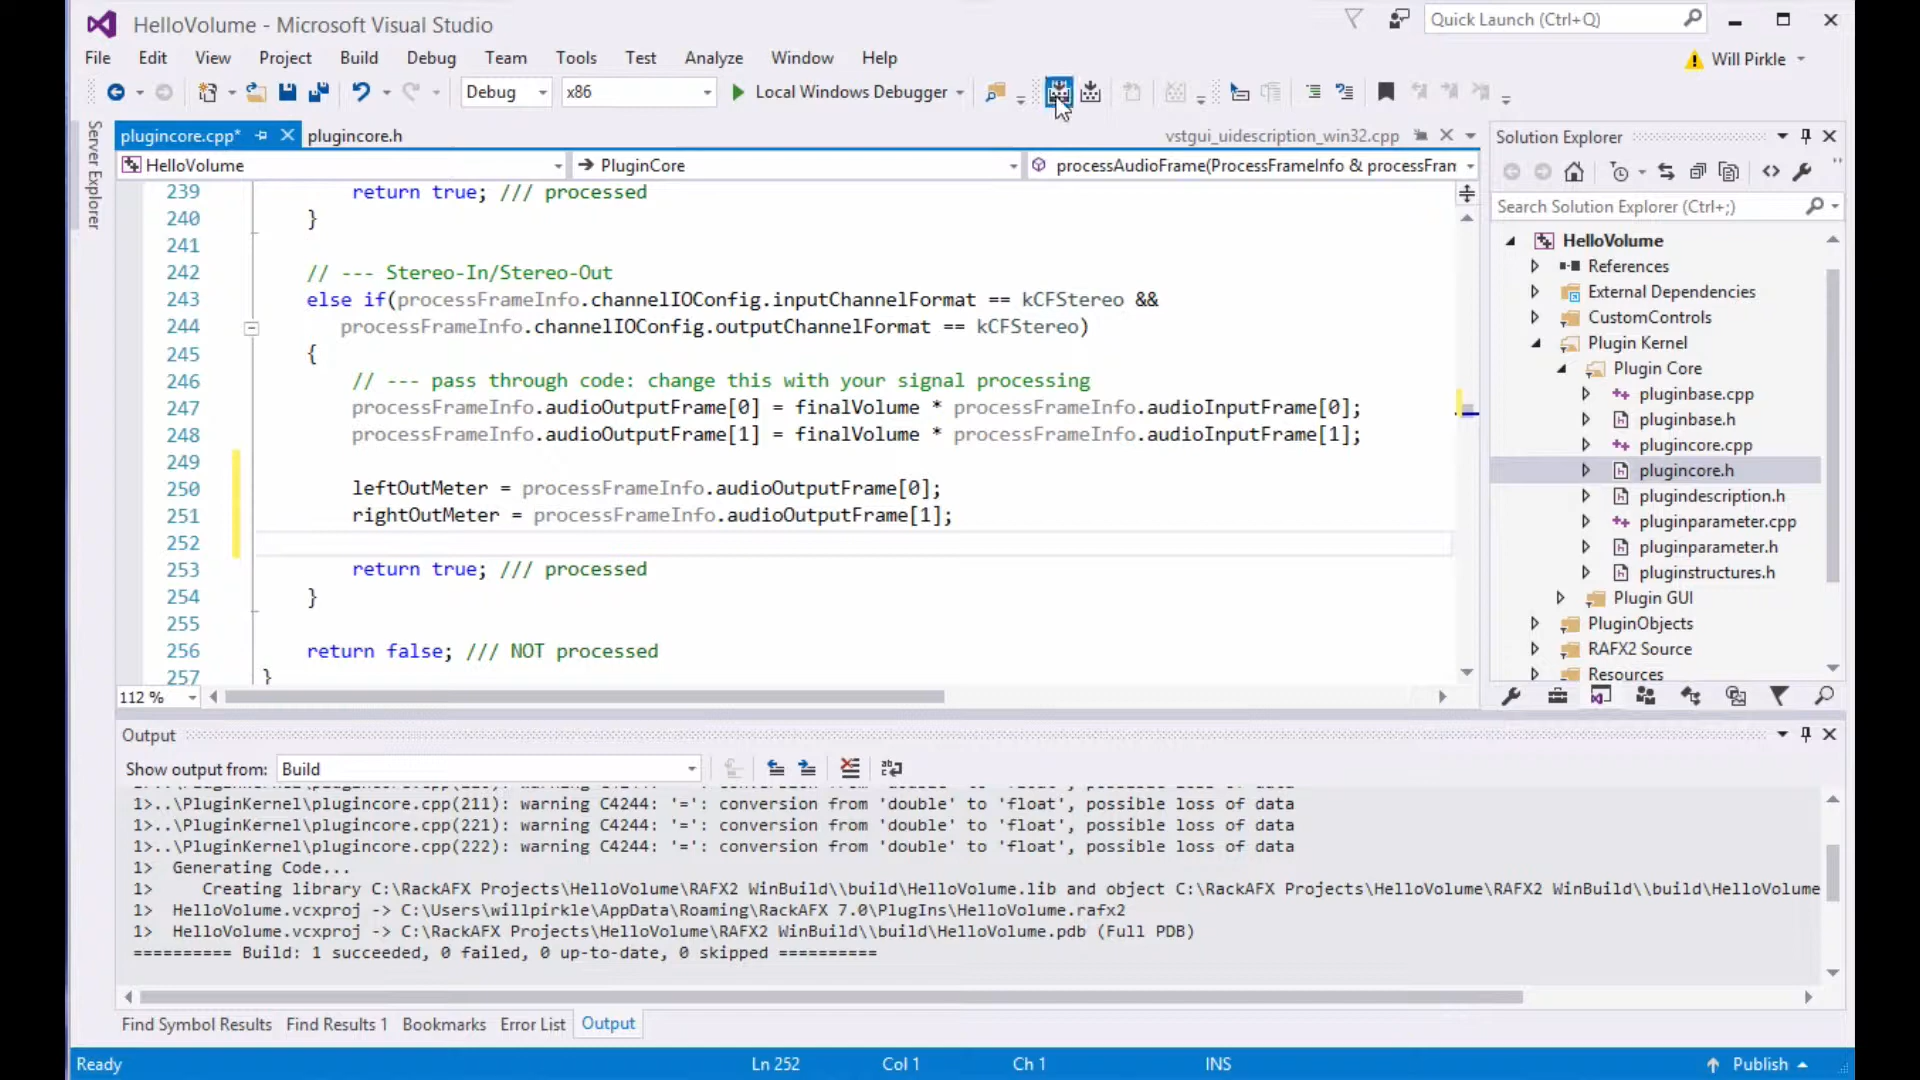 HelloVolume - Microsoft Visual Studio
Quick Launch (Ctrl+Q)
File Edit View Project Build Debug Team Tools Test Analyze Window Help
Will Pirkle
Debug x86 Local Windows Debugger
Server Explorer
plugincore.cpp* plugincore.h vstgui_uidescription_win32.cpp
HelloVolume PluginCore processAudioFrame(ProcessFrameInfo & processFram
239 return true; /// processed
240 }
241
242 // --- Stereo-In/Stereo-Out
243 else if(processFrameInfo.channelIOConfig.inputChannelFormat == kCFStereo &&
244 processFrameInfo.channelIOConfig.outputChannelFormat == kCFStereo)
245 {
246 // --- pass through code: change this with your signal processing
247 processFrameInfo.audioOutputFrame[0] = finalVolume * processFrameInfo.audioInputFrame[0];
248 processFrameInfo.audioOutputFrame[1] = finalVolume * processFrameInfo.audioInputFrame[1];
249
250 leftOutMeter = processFrameInfo.audioOutputFrame[0];
251 rightOutMeter = processFrameInfo.audioOutputFrame[1];
252
253 return true; /// processed
254 }
255
256 return false; /// NOT processed
257 }
112 %
Solution Explorer
Search Solution Explorer (Ctrl+;)
HelloVolume
References
External Dependencies
CustomControls
Plugin Kernel
Plugin Core
pluginbase.cpp
pluginbase.h
plugincore.cpp
plugincore.h
plugindescription.h
pluginparameter.cpp
pluginparameter.h
pluginstructures.h
Plugin GUI
PluginObjects
RAFX2 Source
Resources
Output
Show output from: Build
1>..\PluginKernel\plugincore.cpp(211): warning C4244: '=': conversion from 'double' to 'float', possible loss of data
1>..\PluginKernel\plugincore.cpp(221): warning C4244: '=': conversion from 'double' to 'float', possible loss of data
1>..\PluginKernel\plugincore.cpp(222): warning C4244: '=': conversion from 'double' to 'float', possible loss of data
1> Generating Code...
1> Creating library C:\RackAFX Projects\HelloVolume\RAFX2 WinBuild\\build\HelloVolume.lib and object C:\RackAFX Projects\HelloVolume\RAFX2 WinBuild\\build\HelloVolume
1> HelloVolume.vcxproj -> C:\Users\willpirkle\AppData\Roaming\RackAFX 7.0\PlugIns\HelloVolume.rafx2
1> HelloVolume.vcxproj -> C:\RackAFX Projects\HelloVolume\RAFX2 WinBuild\\build\HelloVolume.pdb (Full PDB)
========== Build: 1 succeeded, 0 failed, 0 up-to-date, 0 skipped ==========
Find Symbol Results Find Results 1 Bookmarks Error List Output
Ready Ln 252 Col 1 Ch 1 INS Publish